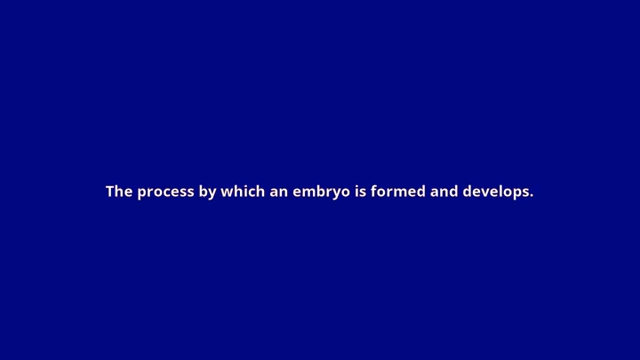 The process by which an embryo is formed and develops.